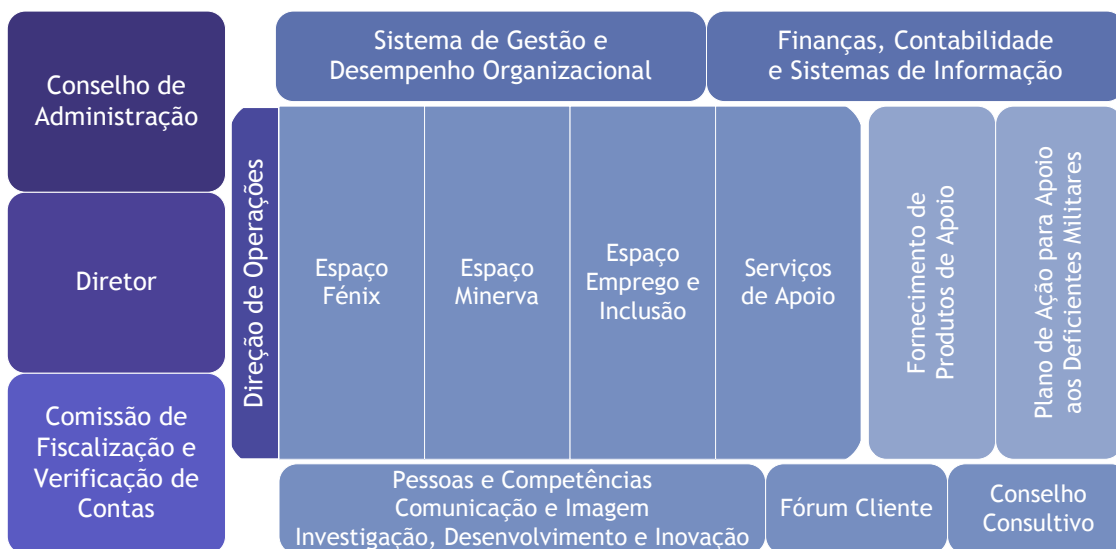 Conselho de
Administração
Diretor
Comissão de
Fiscalização e
Verificação de
Contas
Sistema de Gestão e
Desempenho Organizacional
Finanças, Contabilidade
e Sistemas de Informação
Direção de Operações
Espaço
Fénix
Espaço
Minerva
Espaço
Emprego e
Inclusão
Serviços
de Apoio
Fornecimento de
Produtos de Apoio
Plano de Ação para Apoio
aos Deficientes Militares
Pessoas e Competências
Comunicação e Imagem
Investigação, Desenvolvimento e Inovação
Fórum Cliente
Conselho
Consultivo